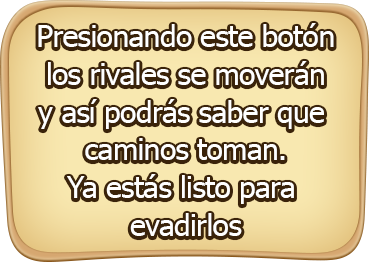 Presionando este botón
los rivales se moverán
y así podrás saber que
caminos toman.
Ya estás listo para
evadirlos